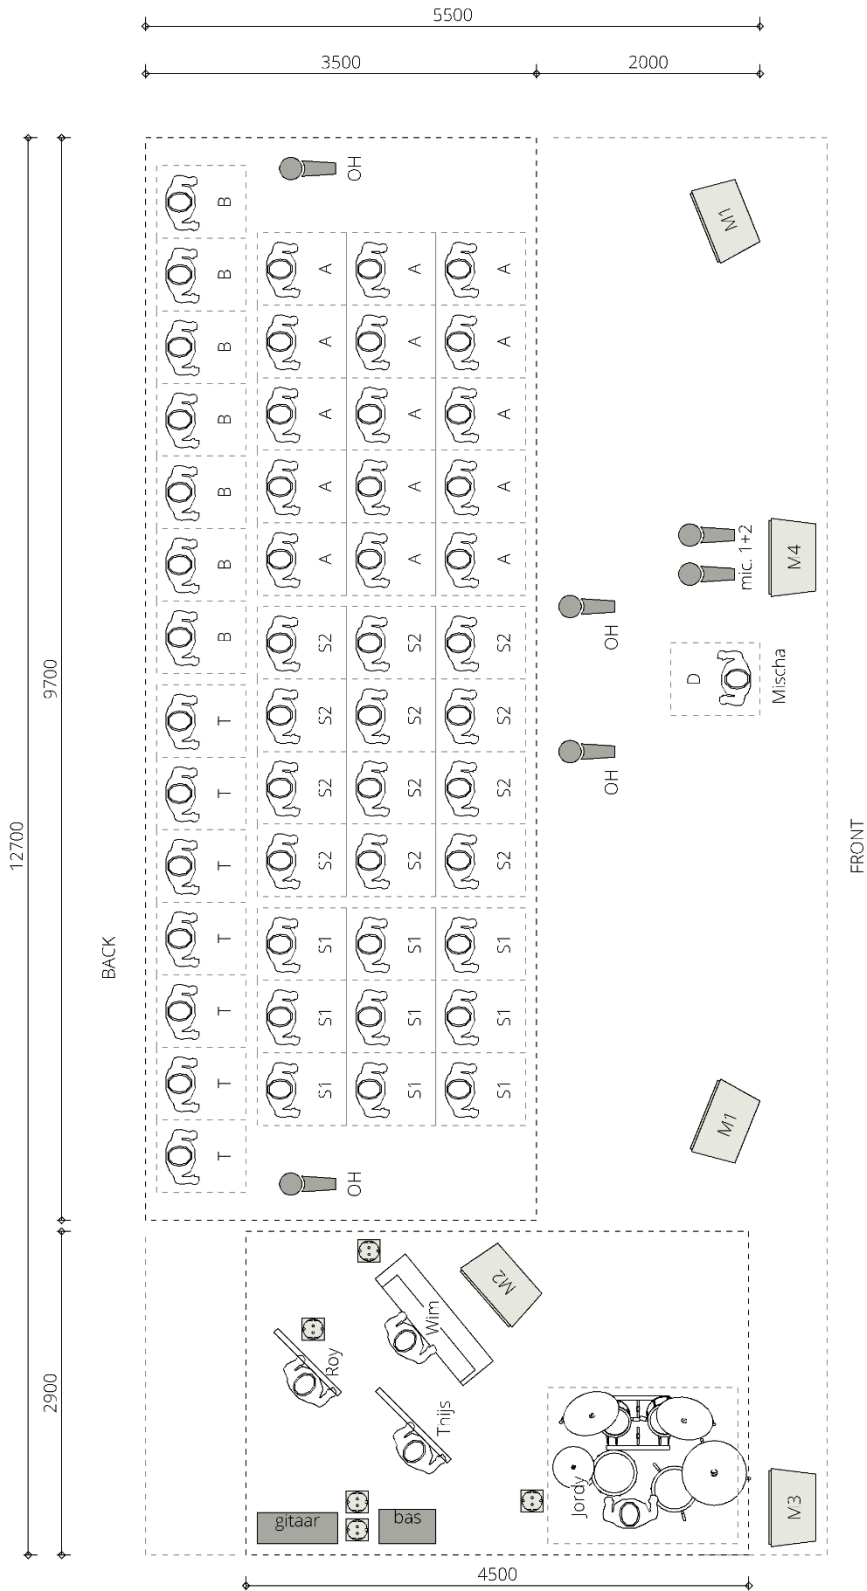 5500
3500
2000
12700
9700
2900
4500
BACK
FRONT
OH
M1
B
A A A
B
A A A
B
A A A
B
A A A
B
A A A
B
S2 S2 S2
B
S2 S2 S2
T
S2 S2 S2
T
S2 S2 S2
T
S1 S1 S1
T
S1 S1 S1
T
S1 S1 S1
T
T
mic. 1+2
M4
OH
D
Mischa
OH
M1
OH
M2
Wim
Roy
Thijs
gitaar
bas
Jordy
M3